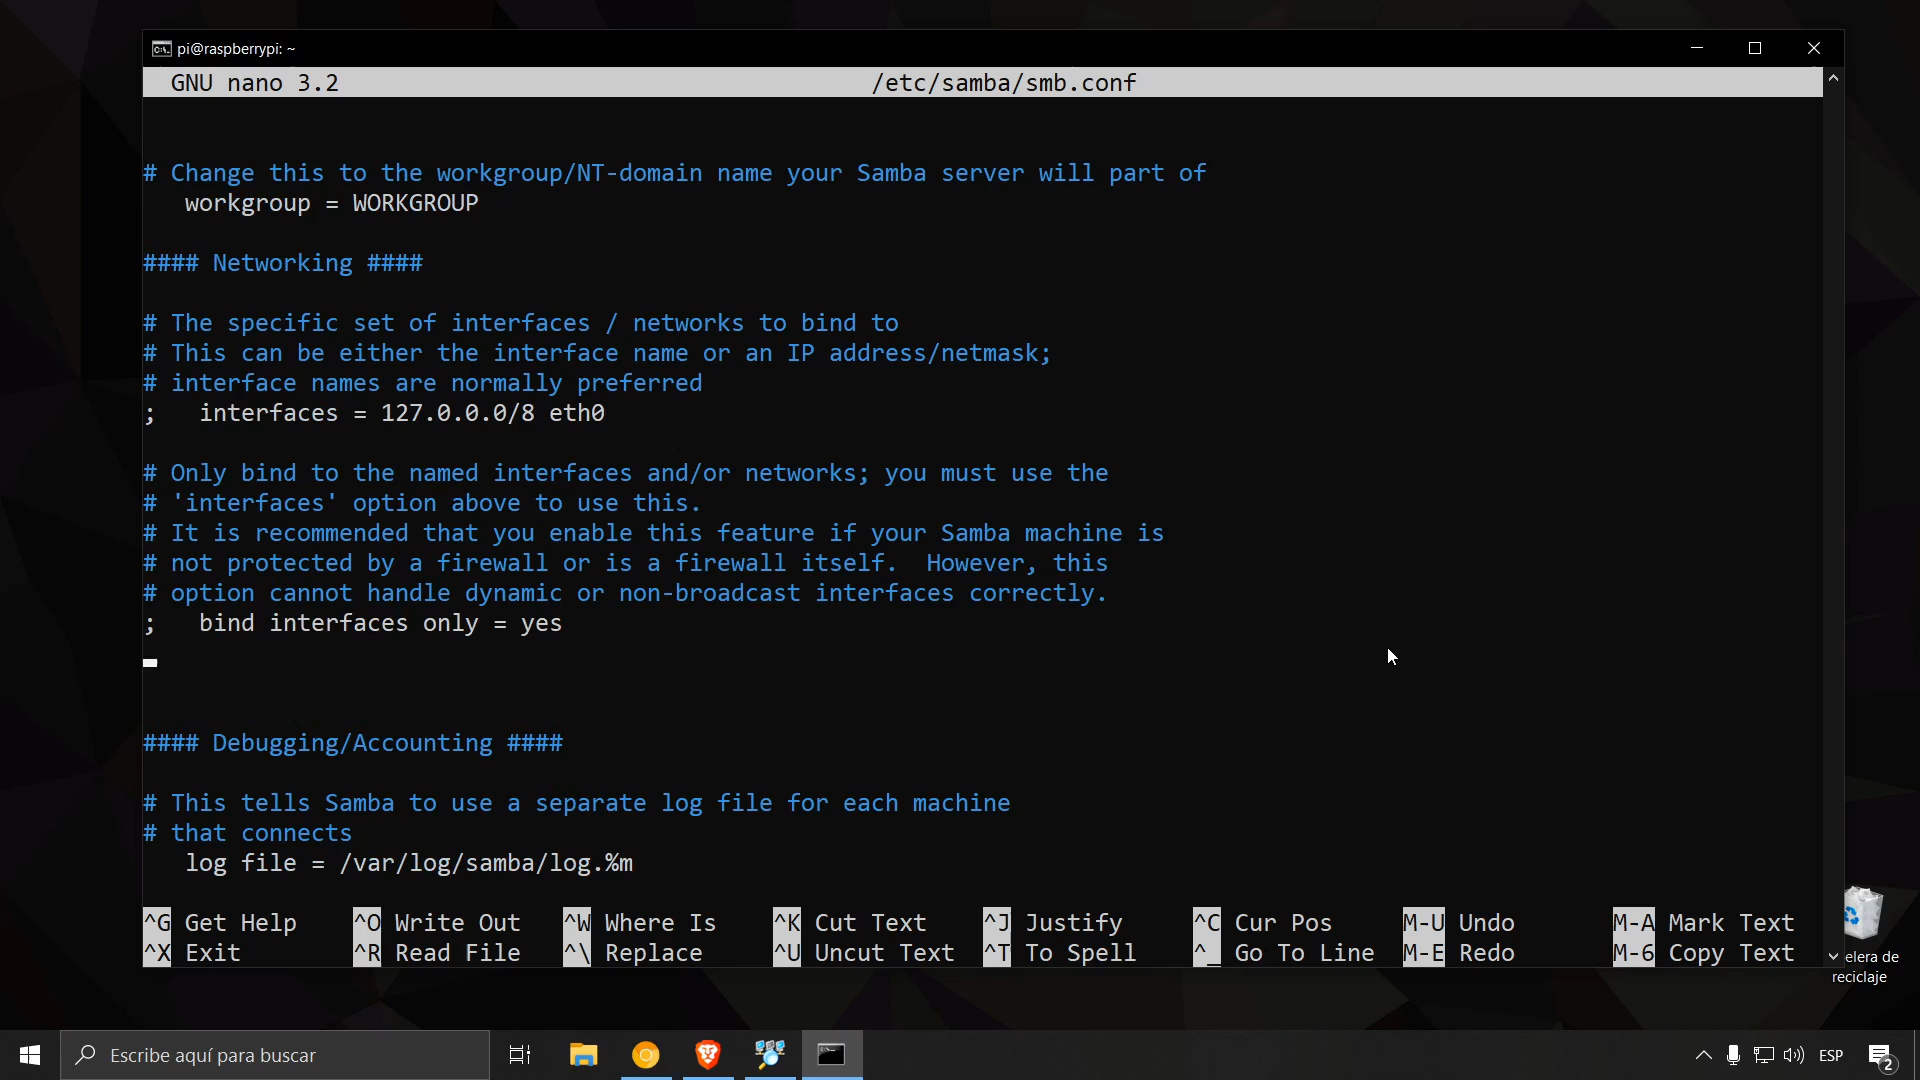 pi@raspberrypi: ~
GNU nano 3.2 /etc/samba/smb.conf
# Change this to the workgroup/NT-domain name your Samba server will part of
workgroup = WORKGROUP
#### Networking ####
# The specific set of interfaces / networks to bind to
# This can be either the interface name or an IP address/netmask;
# interface names are normally preferred
; interfaces = 127.0.0.0/8 eth0
# Only bind to the named interfaces and/or networks; you must use the
# 'interfaces' option above to use this.
# It is recommended that you enable this feature if your Samba machine is
# not protected by a firewall or is a firewall itself.  However, this
# option cannot handle dynamic or non-broadcast interfaces correctly.
; bind interfaces only = yes
#### Debugging/Accounting ####
# This tells Samba to use a separate log file for each machine
# that connects
log file = /var/log/samba/log.%m
^G Get Help ^O Write Out ^W Where Is ^K Cut Text ^J Justify ^C Cur Pos M-U Undo M-A Mark Text
^X Exit ^R Read File ^\ Replace ^U Uncut Text ^T To Spell ^_ Go To Line M-E Redo M-6 Copy Text
elera de
reciclaje
Escribe aquí para buscar
ESP
2